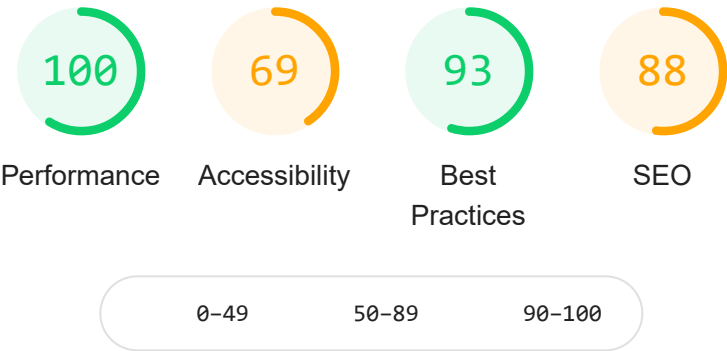 100 69 93 88
Performance Accessibility Best Practices SEO
0–49 50–89 90–100